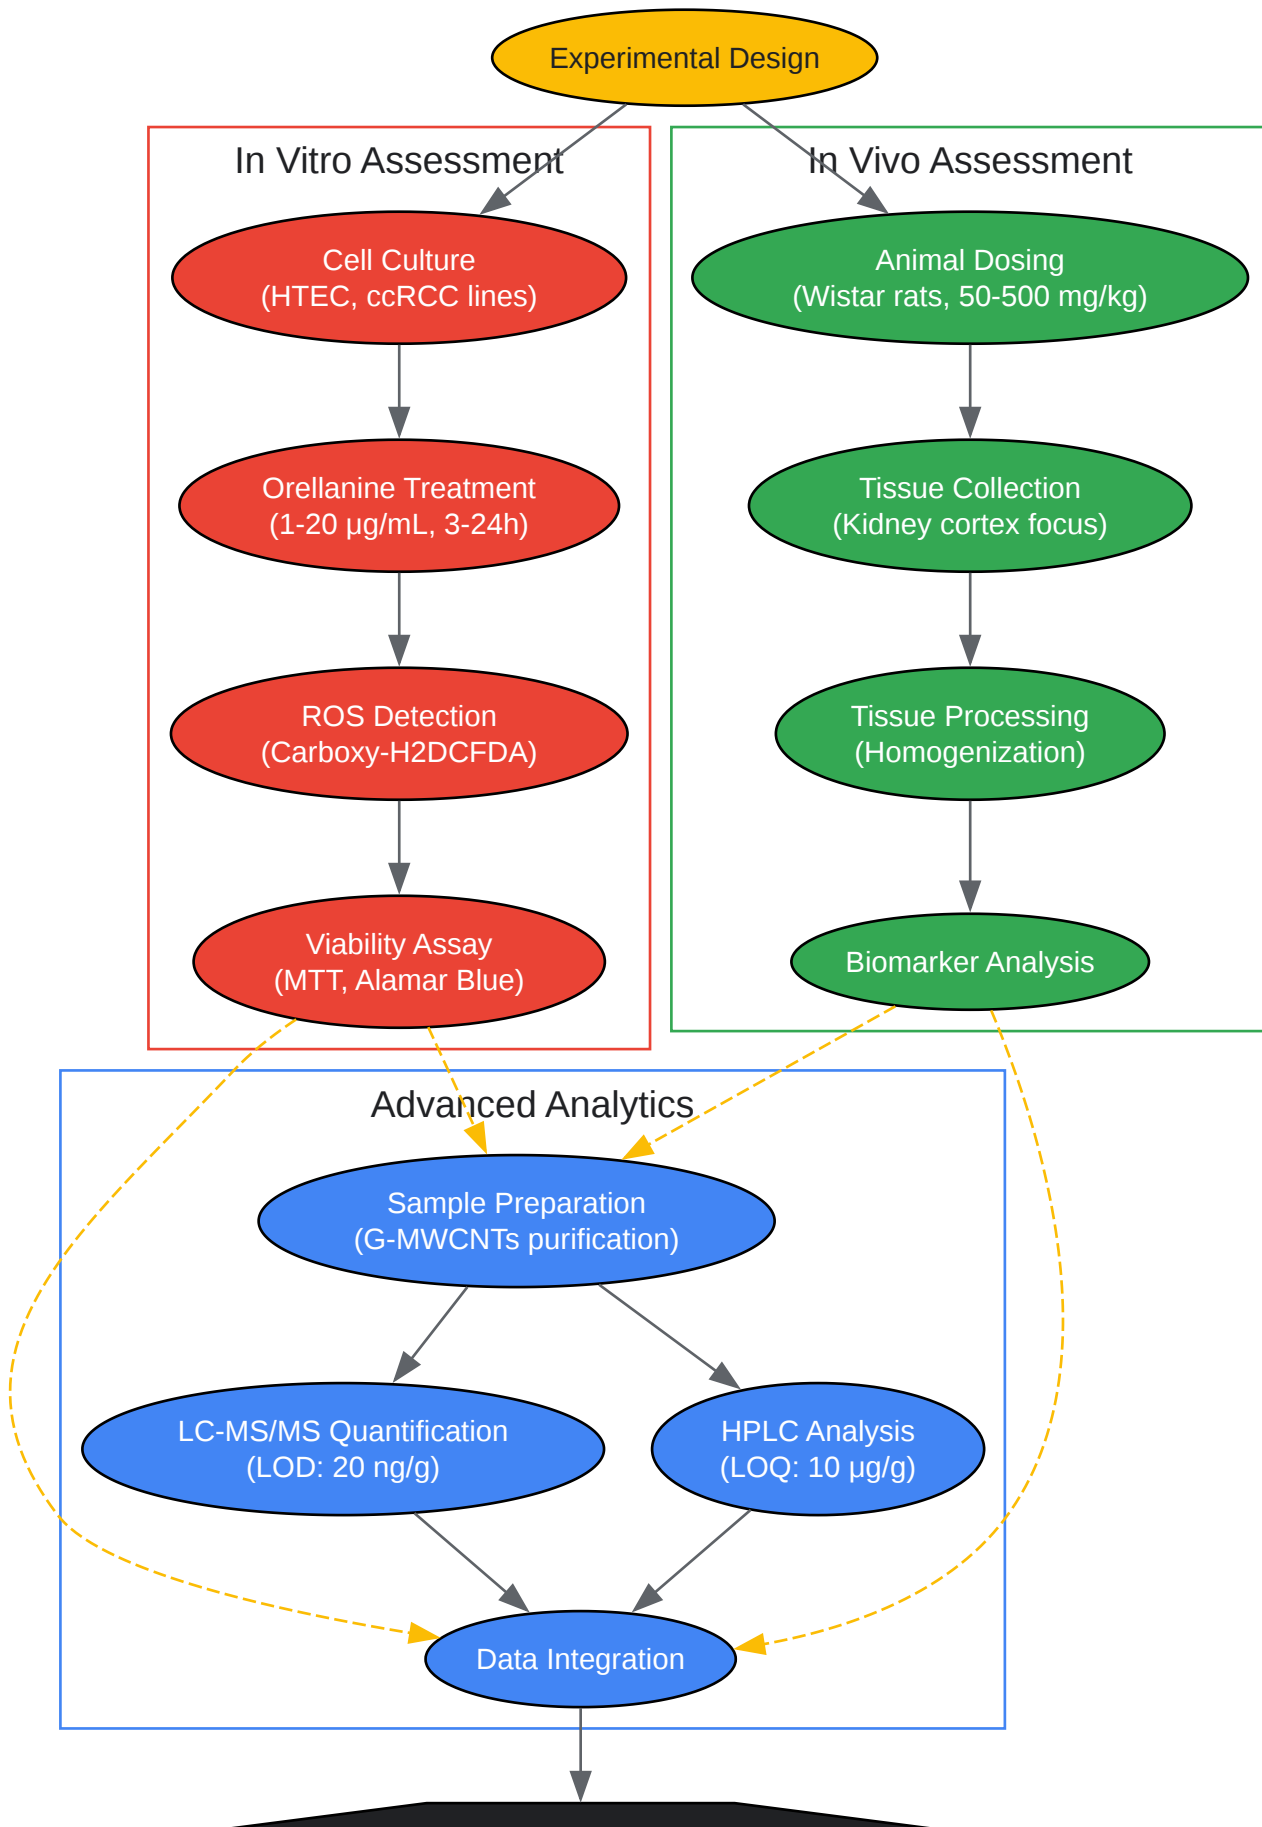 Experimental Design
In Vitro Assessment
In Vivo Assessment
Cell Culture
(HTEC, ccRCC lines)
Animal Dosing
(Wistar rats, 50-500 mg/kg)
Orellanine Treatment
(1-20 μg/mL, 3-24h)
Tissue Collection
(Kidney cortex focus)
ROS Detection
(Carboxy-H2DCFDA)
Tissue Processing
(Homogenization)
Viability Assay
(MTT, Alamar Blue)
Biomarker Analysis
Advanced Analytics
Sample Preparation
(G-MWCNTs purification)
LC-MS/MS Quantification
(LOD: 20 ng/g)
HPLC Analysis
(LOQ: 10 μg/g)
Data Integration